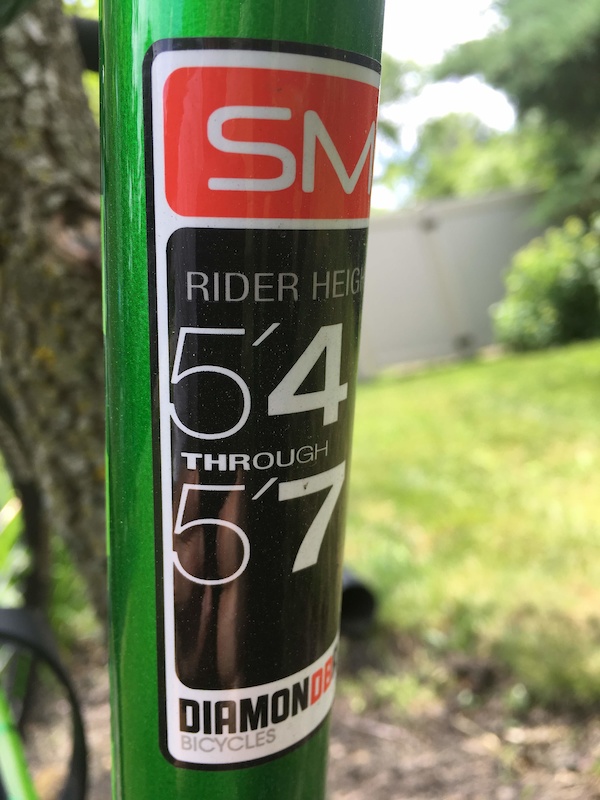 SM
RIDER HEIG
5'4
THROUGH
5'7
DIAMONDB
BICYCLES